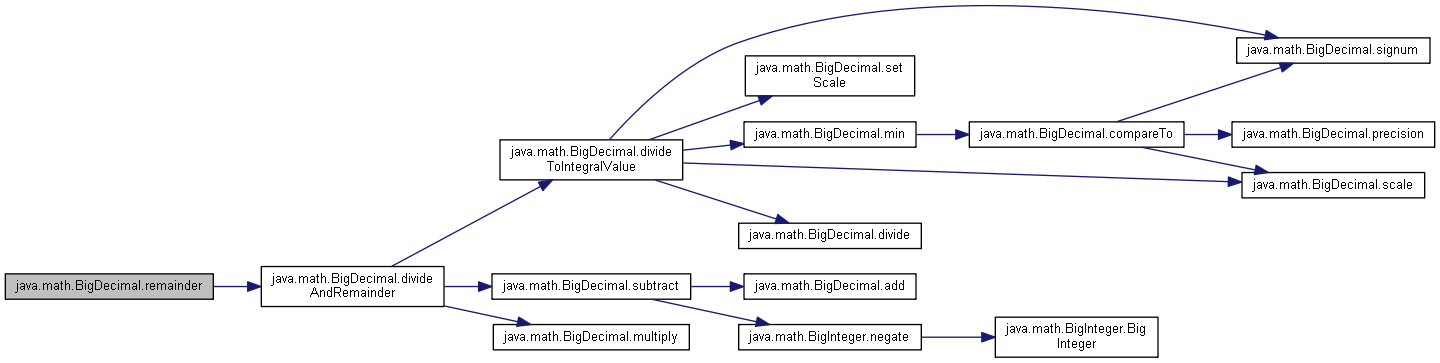 java.math.BigDecimal.remainder
java.math.BigDecimal.divide
AndRemainder
java.math.BigDecimal.divide
ToIntegralValue
java.math.BigDecimal.subtract
java.math.BigDecimal.multiply
java.math.BigDecimal.set
Scale
java.math.BigDecimal.min
java.math.BigDecimal.divide
java.math.BigDecimal.add
java.math.BigInteger.negate
java.math.BigDecimal.compareTo
java.math.BigInteger.Big
Integer
java.math.BigDecimal.signum
java.math.BigDecimal.precision
java.math.BigDecimal.scale